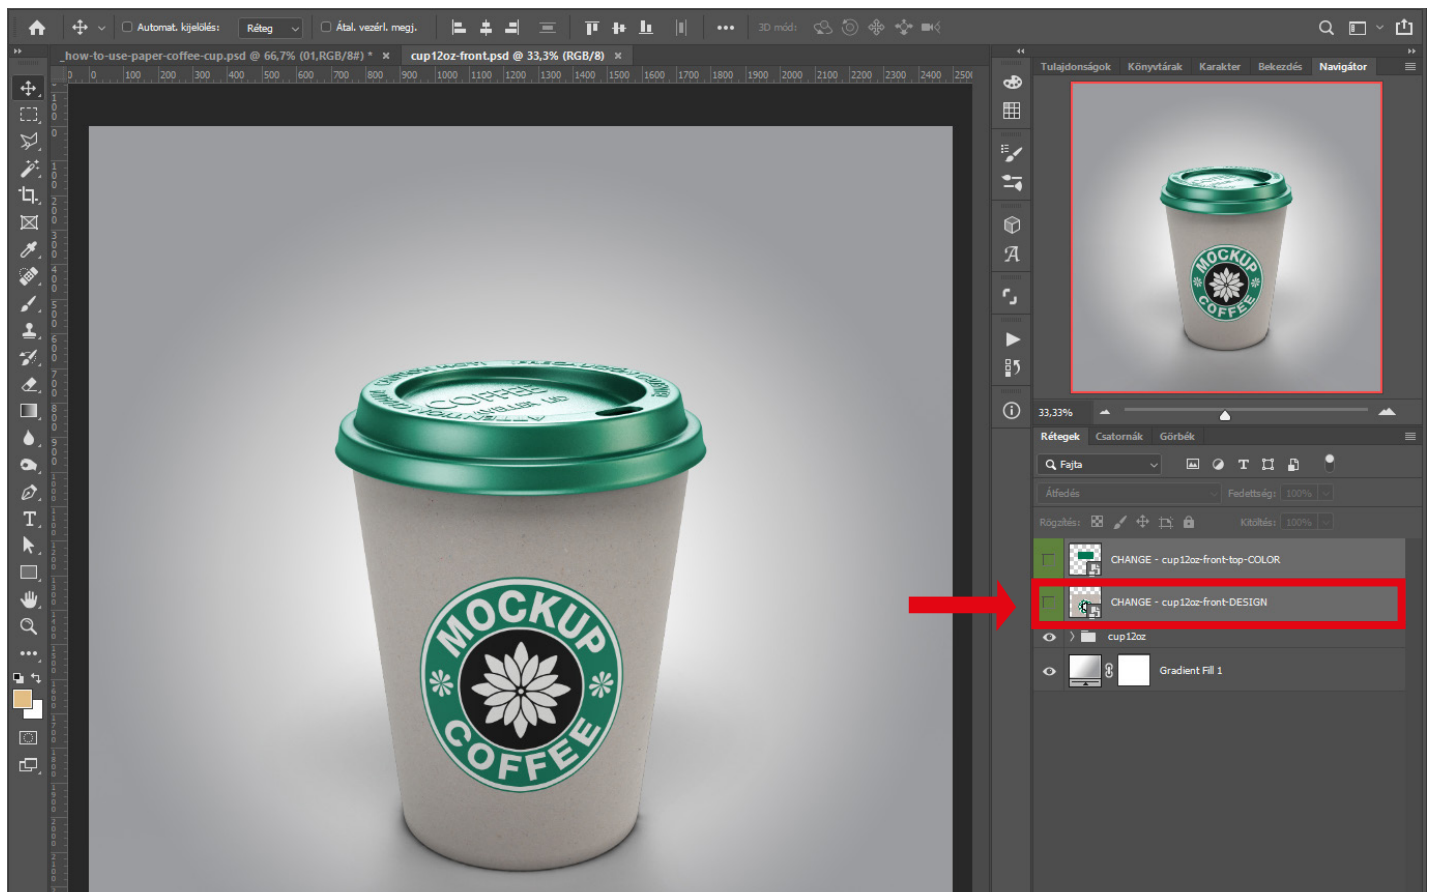 Automat. kijelölés:
Réteg
Átal. vezérl. megj.
3D mód:
_how-to-use-paper-coffee-cup.psd @ 66,7% (01,RGB/8#) * ×
cup12oz-front.psd @ 33,3% (RGB/8) ×
0 100 200 300 400 500 600 700 800 900 1000 1100 1200 1300 1400 1500 1600 1700 1800 1900 2000 2100 2200 2300 2400
Tulajdonságok Könyvtárak Karakter Bekezdés Navigátor
MOCKUP
COFFEE
33,33%
Rétegek Csatornák Görbék
Fajta
Átfedés
Fedettség: 100%
Rögzítés:
Kitöltés: 100%
CHANGE - cup12oz-front-top-COLOR
CHANGE - cup12oz-front-DESIGN
cup12oz
Gradient Fill 1
COFFEE
MOCKUP
COFFEE